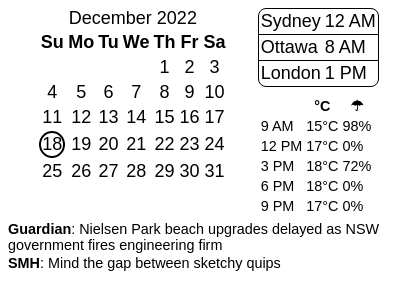 December 2022
Su Mo Tu We Th Fr Sa
1 2 3
4 5 6 7 8 9 10
11 12 13 14 15 16 17
18 19 20 21 22 23 24
25 26 27 28 29 30 31
Sydney 12 AM
Ottawa 8 AM
London 1 PM
°C ☂
9 AM 15°C 98%
12 PM 17°C 0%
3 PM 18°C 72%
6 PM 18°C 0%
9 PM 17°C 0%
Guardian: Nielsen Park beach upgrades delayed as NSW
government fires engineering firm
SMH: Mind the gap between sketchy quips